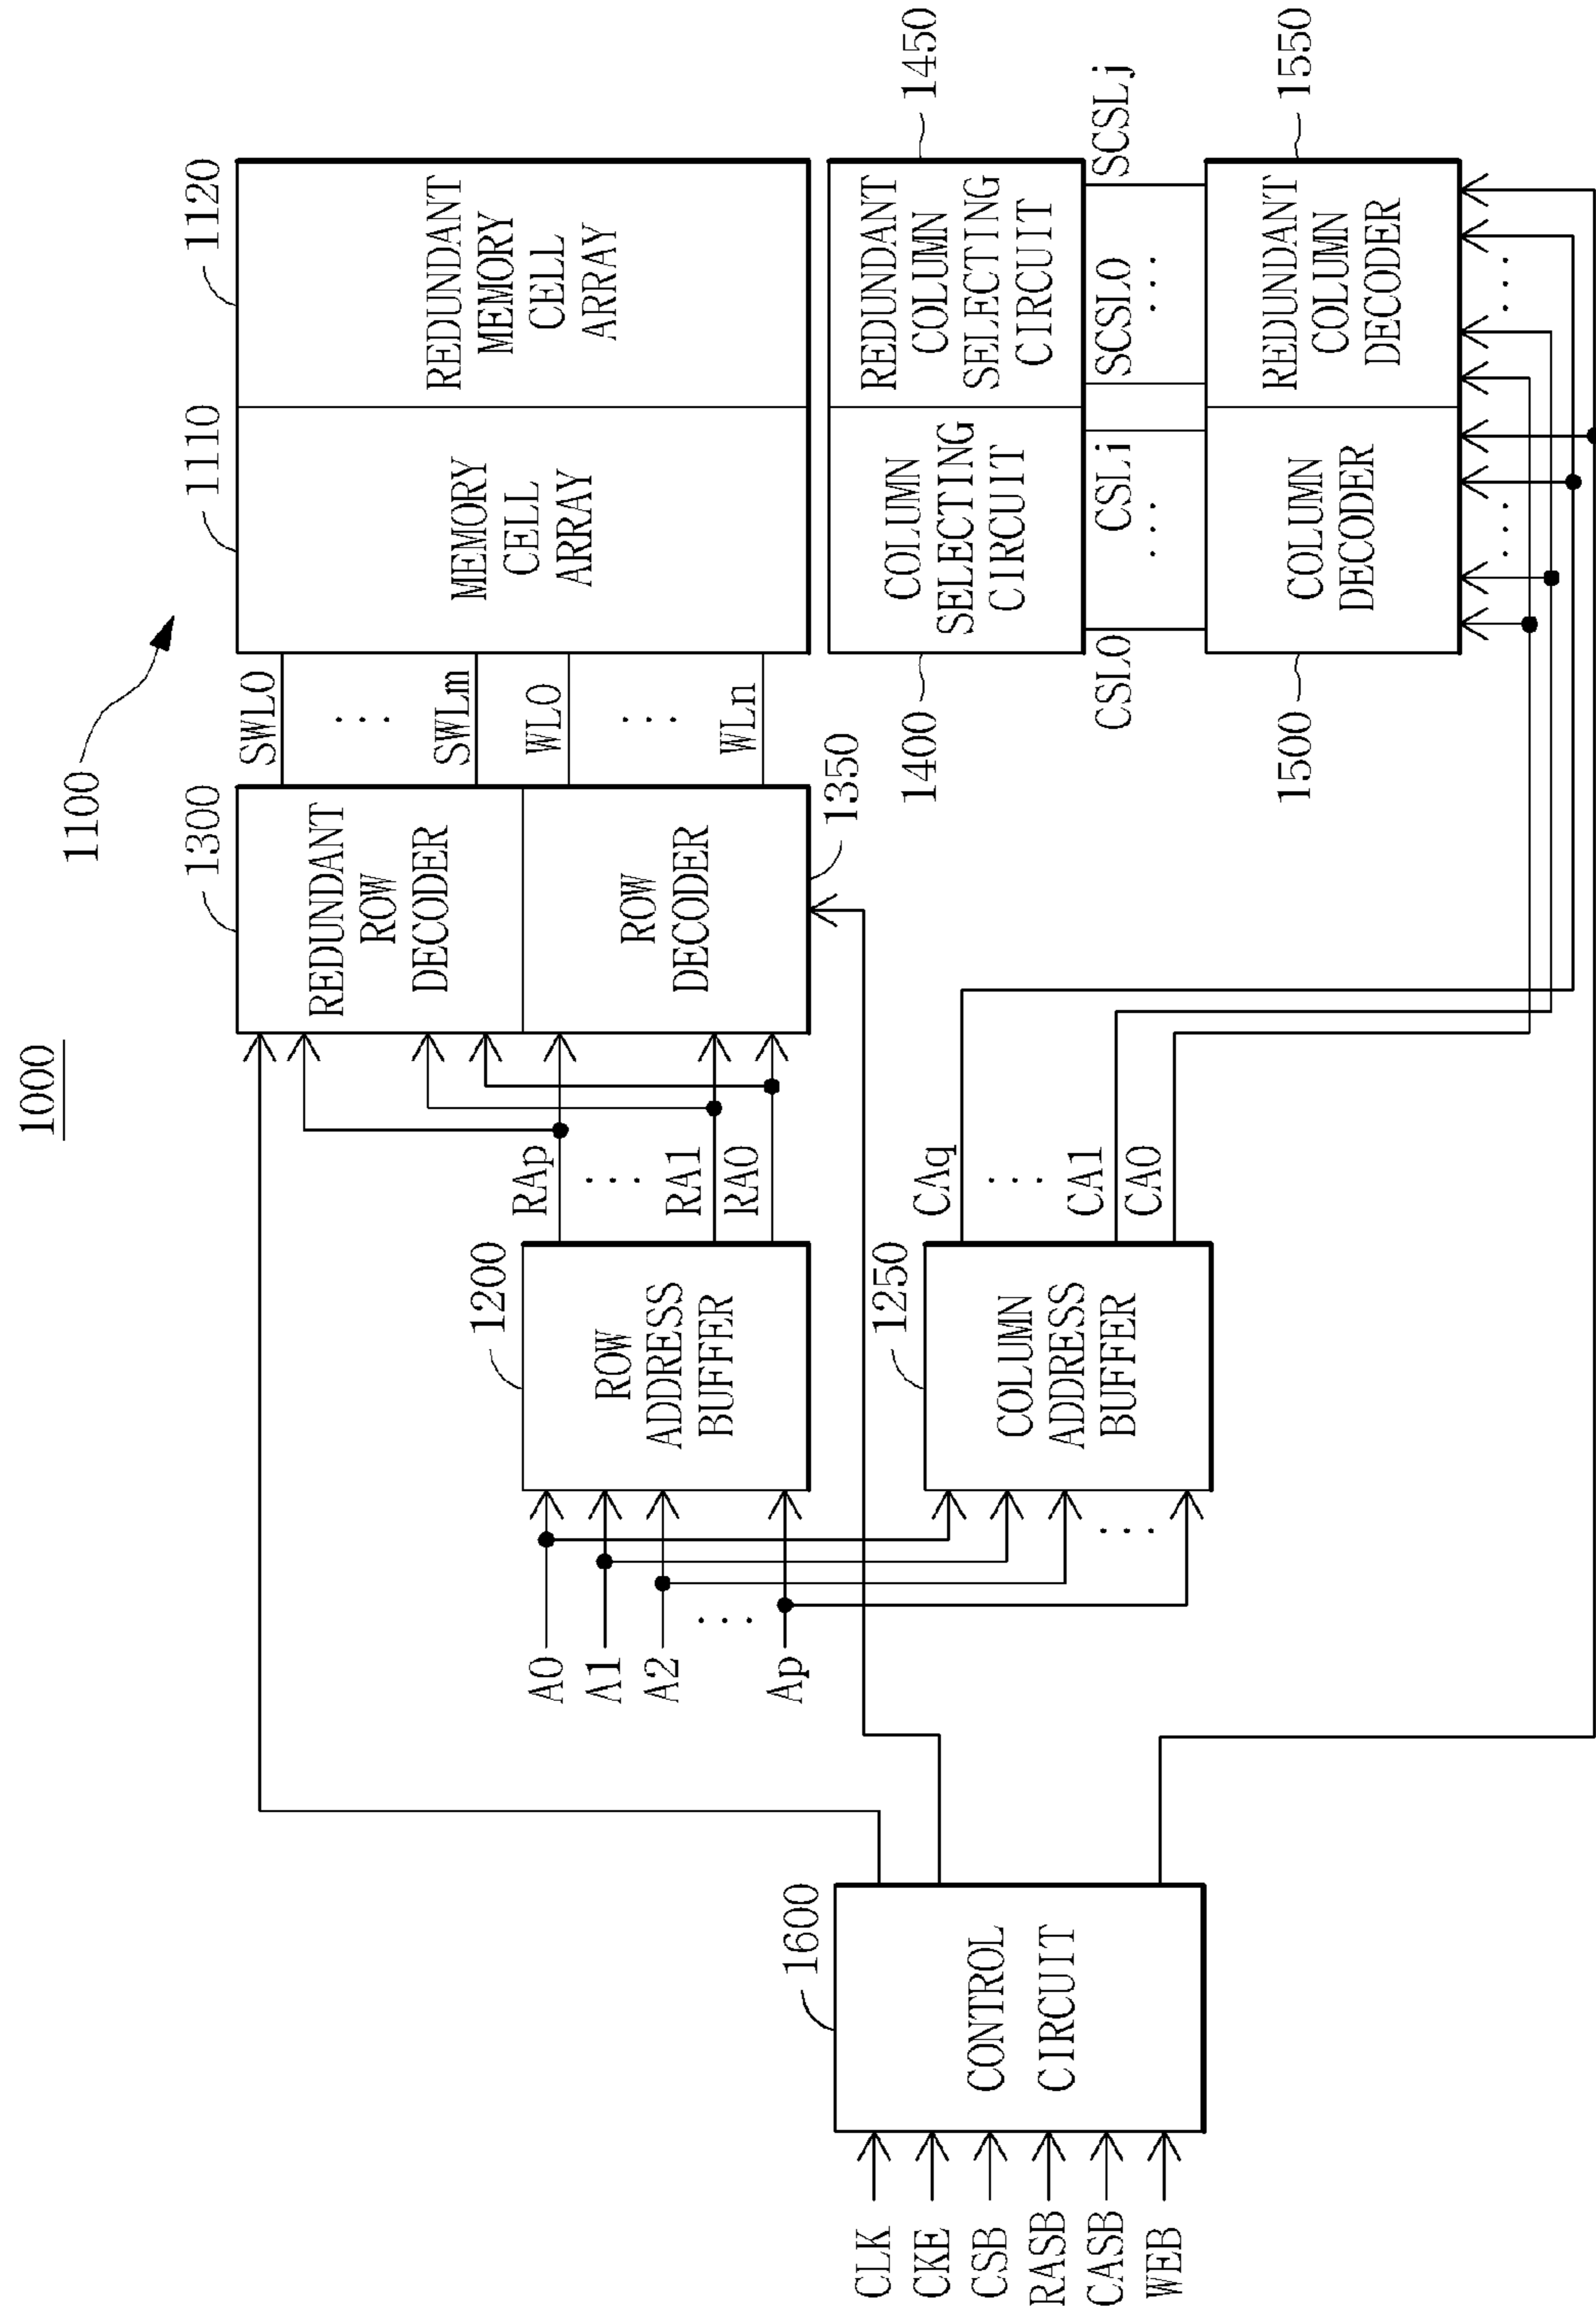 1000
1100
1300
1110
1120
REDUNDANT
ROW
DECODER
SWL0
...
SWLm
MEMORY
CELL
ARRAY
REDUNDANT
MEMORY
CELL
ARRAY
ROW
DECODER
WL0
...
WLn
1350
1200
ROW
ADDRESS
BUFFER
RAp
...
RA1
RA0
A0
A1
A2
...
Ap
1250
COLUMN
ADDRESS
BUFFER
...
CAq
...
CA1
CA0
1400
COLUMN
SELECTING
CIRCUIT
REDUNDANT
COLUMN
SELECTING
CIRCUIT
1450
CSL0
CSLi
...
SCSL0
...
SCSLj
1500
COLUMN
DECODER
REDUNDANT
COLUMN
DECODER
1550
...
...
1600
CONTROL
CIRCUIT
CLK
CKE
CSB
RASB
CASB
WEB